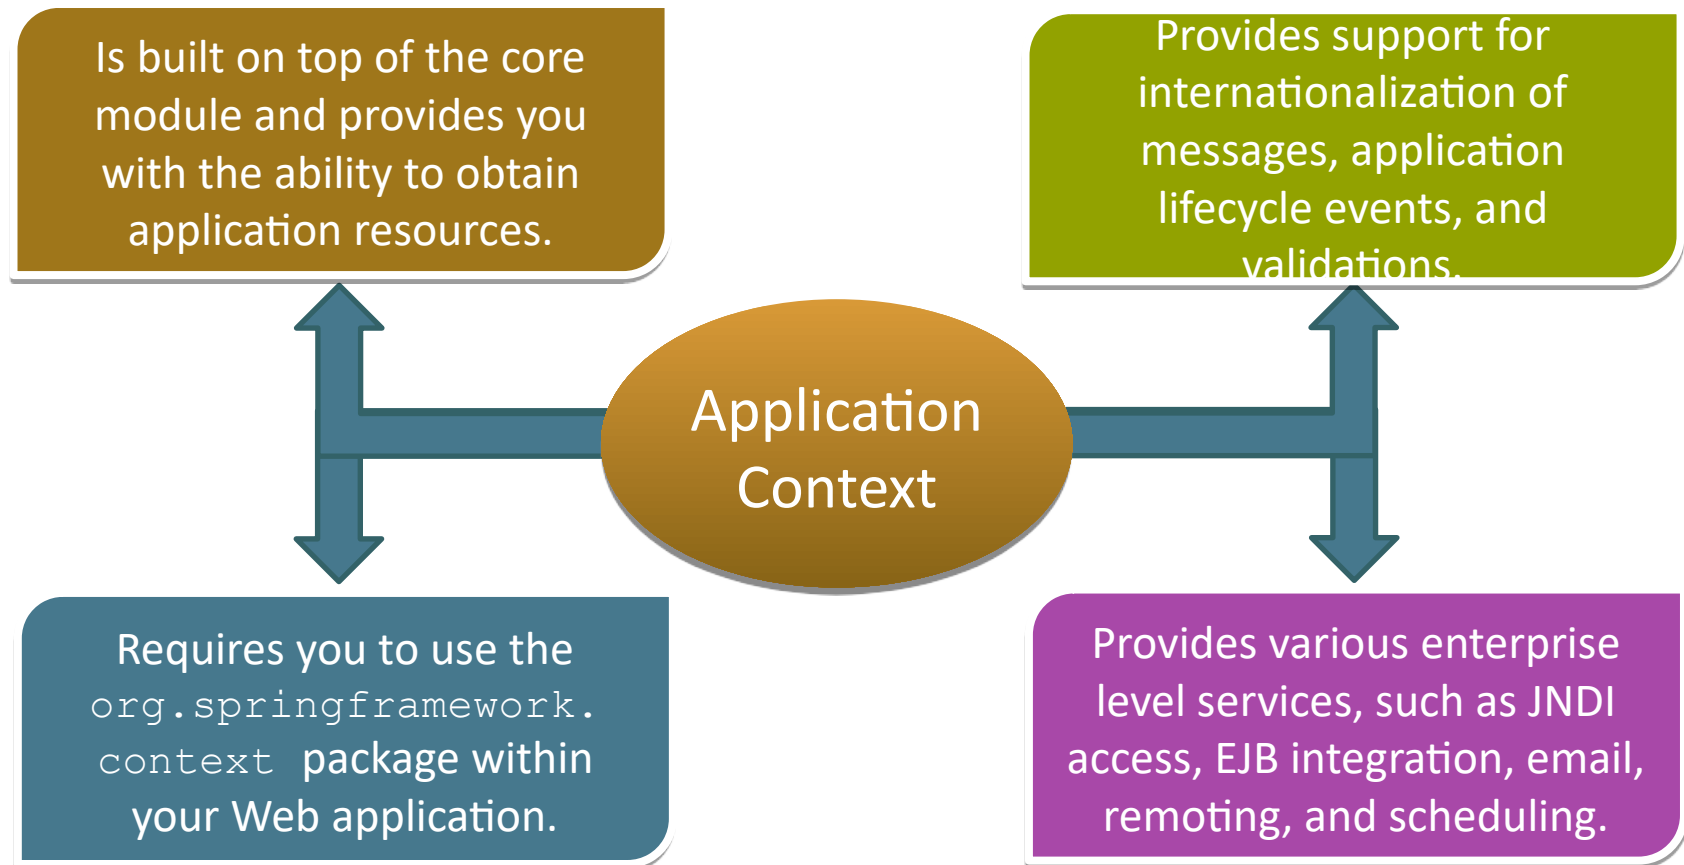 Is built on top of the core
module and provides you
with the ability to obtain
application resources.
Provides support for
internationalization of
messages, application
lifecycle events, and
validations.
Application
Context
Requires you to use the
org.springframework.
context package within
your Web application.
Provides various enterprise
level services, such as JNDI
access, EJB integration, email,
remoting, and scheduling.